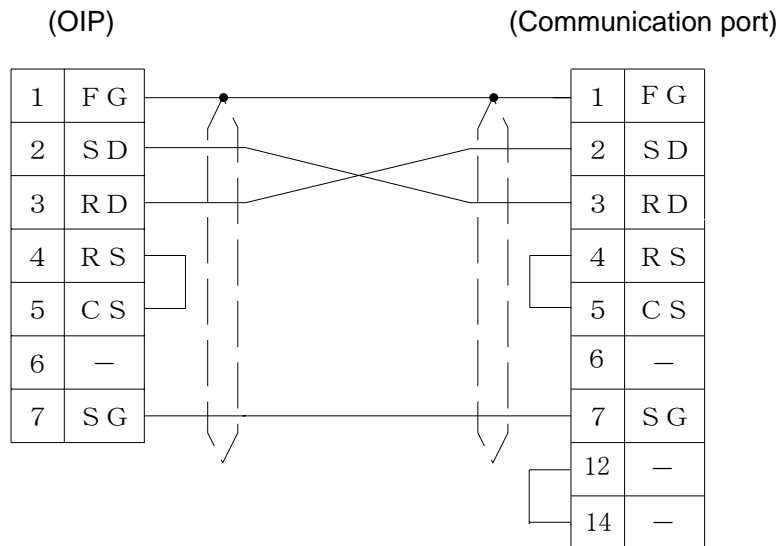 (OIP) (Communication port)
1 FG 1 FG
2 SD 2 SD
3 RD 3 RD
4 RS 4 RS
5 CS 5 CS
6 — 6 —
7 SG 7 SG
12 —
14 —